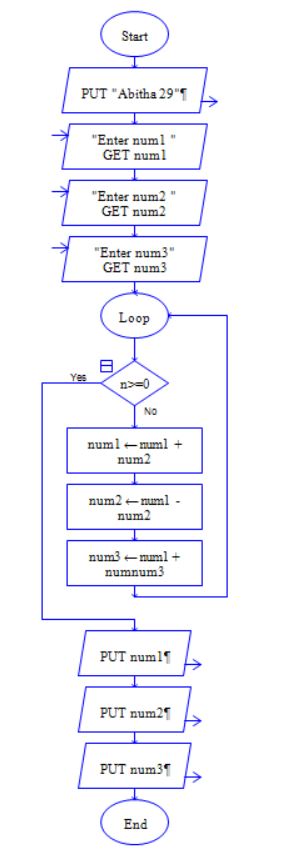 Start
PUT "Abitha 29"¶
"Enter num1 "
GET num1
"Enter num2 "
GET num2
"Enter num3"
GET num3
Loop
n>=0
Yes
No
num1 ← num1 +
num2
num2 ← num1 -
num2
num3 ← num1 +
numnum3
PUT num1¶
PUT num2¶
PUT num3¶
End